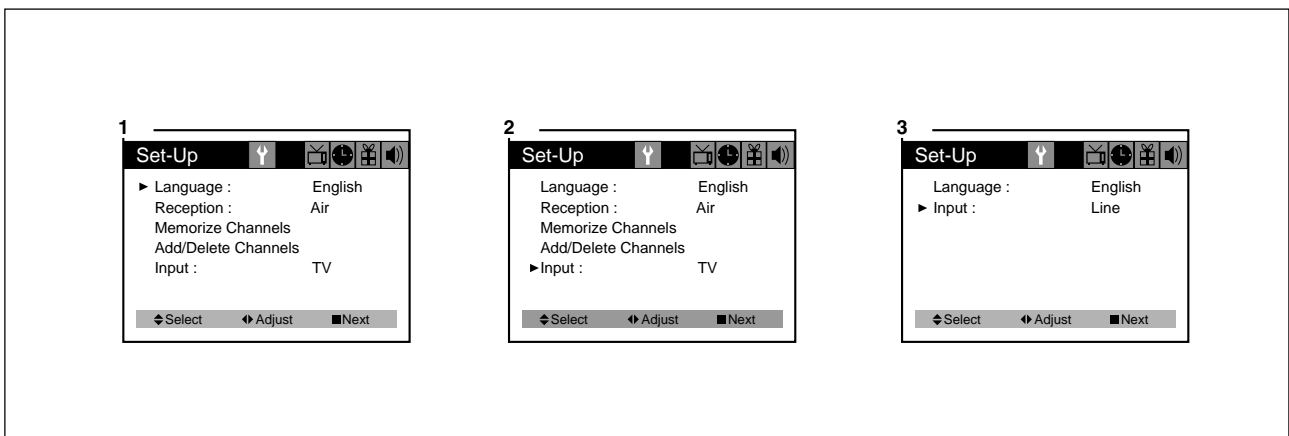 1
Set-Up
Language : English
Reception : Air
Memorize Channels
Add/Delete Channels
Input : TV
Select Adjust Next
2
Set-Up
Language : English
Reception : Air
Memorize Channels
Add/Delete Channels
Input : TV
Select Adjust Next
3
Set-Up
Language : English
Input : Line
Select Adjust Next